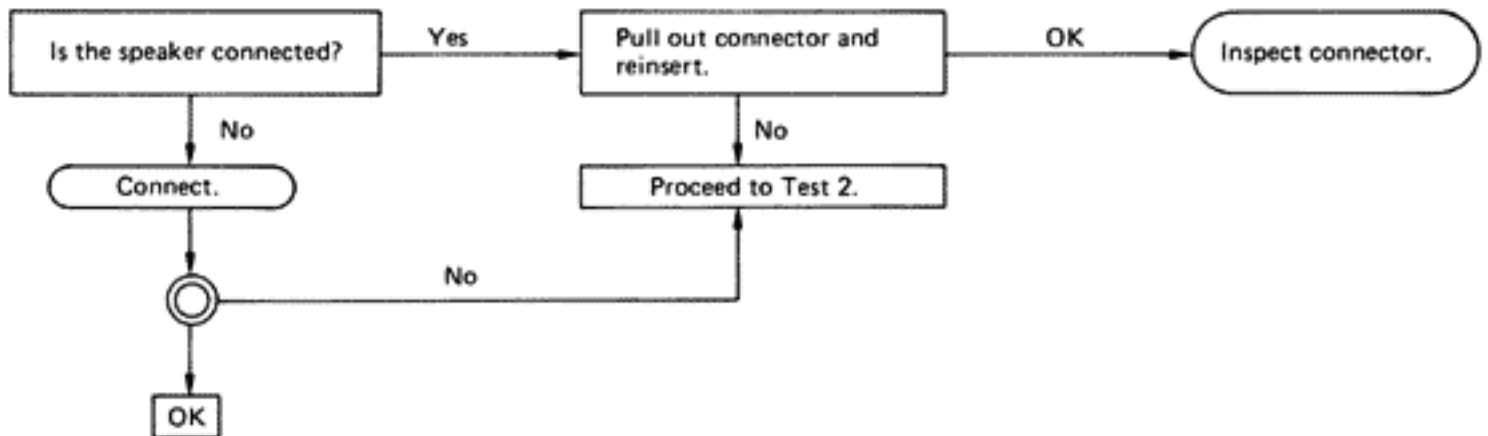 Is the speaker connected?
Yes
Pull out connector and
reinsert.
OK
Inspect connector.
No
No
Connect.
Proceed to Test 2.
No
OK